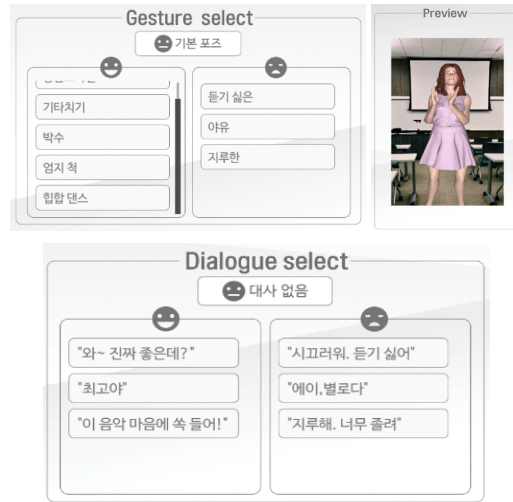 Gesture select
기본 포즈
기타치기
박수
엄지 척
힙합 댄스
듣기 싫은
야유
지루한
Preview
Dialogue select
대사 없음
"와~ 진짜 좋은데?"
"최고야"
"이 음악 마음에 쏙 들어!"
"시끄러워. 듣기 싫어"
"에이,별로다"
"지루해. 너무 졸려"